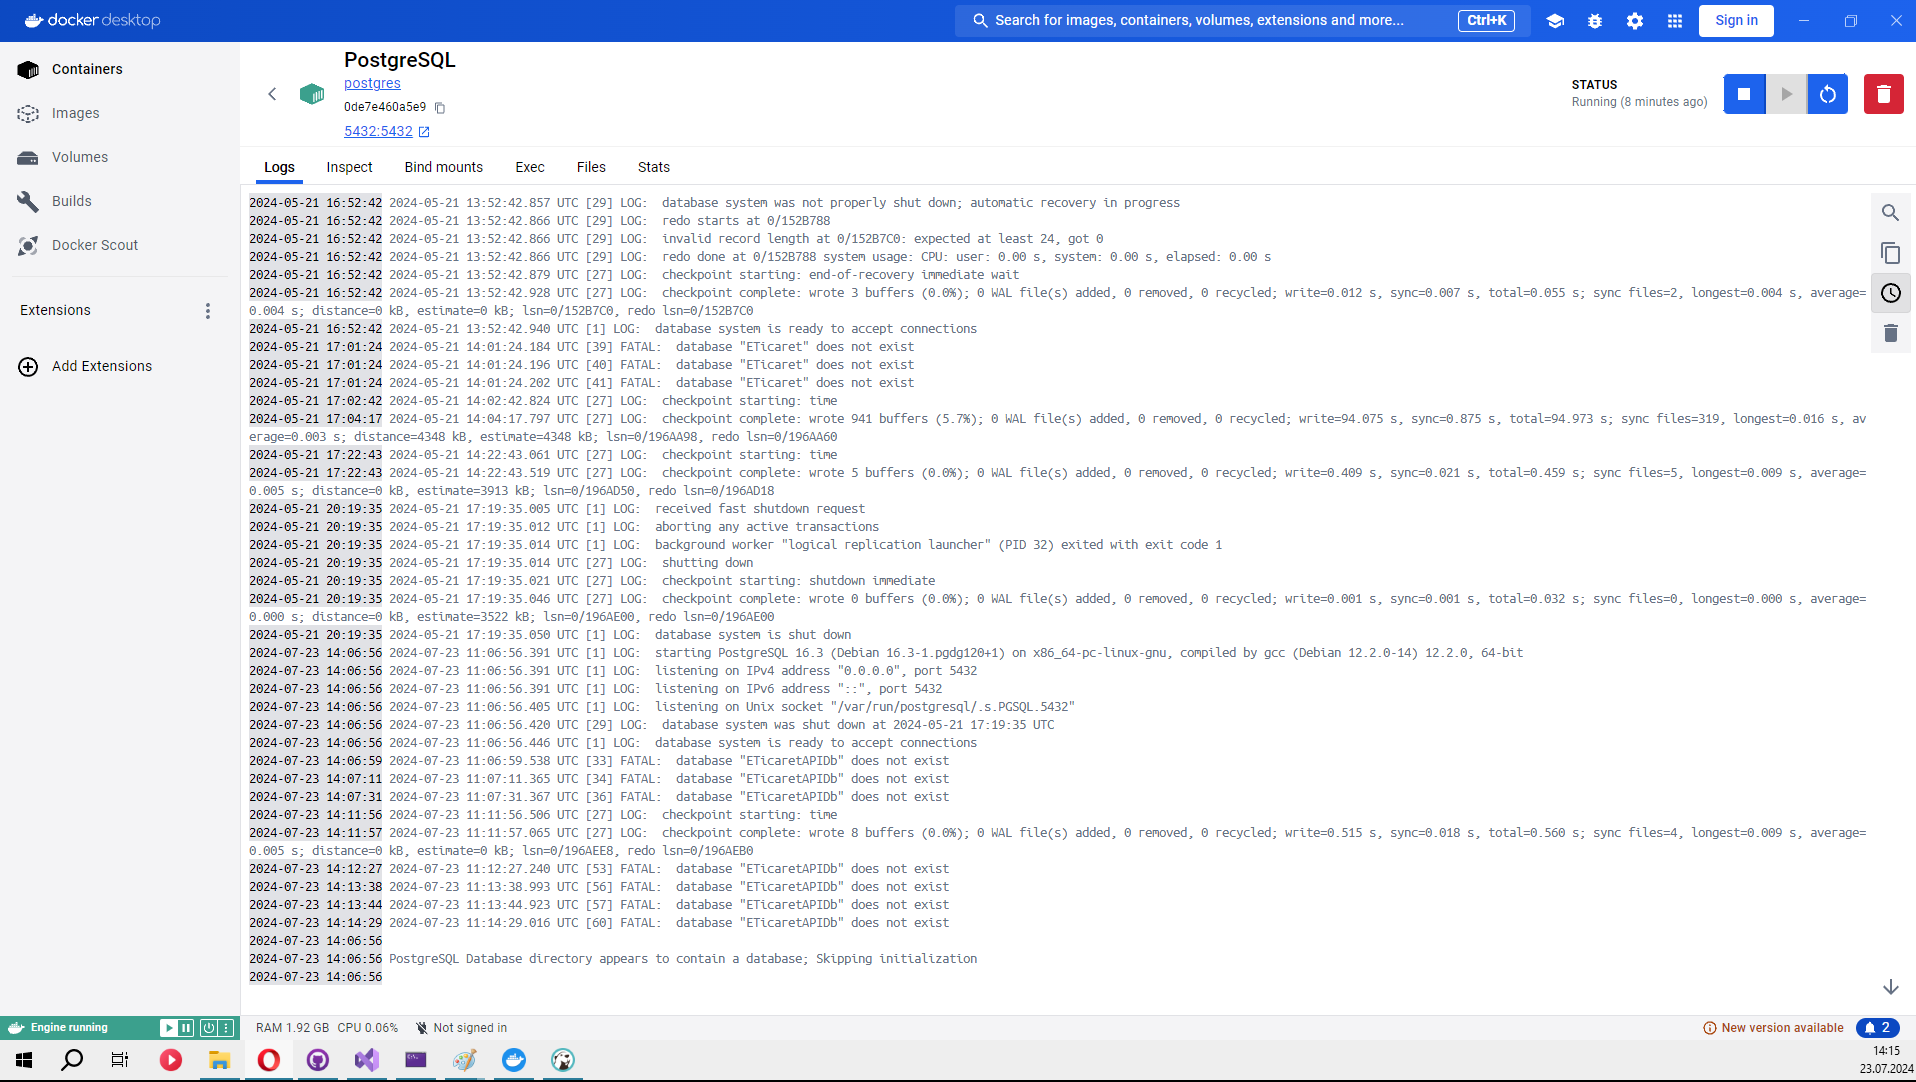 docker desktop
Search for images, containers, volumes, extensions and more...
Ctrl+K
Sign in
Containers
Images
Volumes
Builds
Docker Scout
Extensions
Add Extensions
PostgreSQL
postgres
0de7e460a5e9
5432:5432
STATUS
Running (8 minutes ago)
Logs
Inspect
Bind mounts
Exec
Files
Stats
2024-05-21 16:52:42 2024-05-21 13:52:42.857 UTC [29] LOG:  database system was not properly shut down; automatic recovery in progress
2024-05-21 16:52:42 2024-05-21 13:52:42.866 UTC [29] LOG:  redo starts at 0/152B788
2024-05-21 16:52:42 2024-05-21 13:52:42.866 UTC [29] LOG:  invalid record length at 0/152B7C0: expected at least 24, got 0
2024-05-21 16:52:42 2024-05-21 13:52:42.866 UTC [29] LOG:  redo done at 0/152B788 system usage: CPU: user: 0.00 s, system: 0.00 s, elapsed: 0.00 s
2024-05-21 16:52:42 2024-05-21 13:52:42.879 UTC [27] LOG:  checkpoint starting: end-of-recovery immediate wait
2024-05-21 16:52:42 2024-05-21 13:52:42.928 UTC [27] LOG:  checkpoint complete: wrote 3 buffers (0.0%); 0 WAL file(s) added, 0 removed, 0 recycled; write=0.012 s, sync=0.007 s, total=0.055 s; sync files=2, longest=0.004 s, average=
0.004 s; distance=0 kB, estimate=0 kB; lsn=0/152B7C0, redo lsn=0/152B7C0
2024-05-21 16:52:42 2024-05-21 13:52:42.940 UTC [1] LOG:  database system is ready to accept connections
2024-05-21 17:01:24 2024-05-21 14:01:24.184 UTC [39] FATAL:  database "ETicaret" does not exist
2024-05-21 17:01:24 2024-05-21 14:01:24.196 UTC [40] FATAL:  database "ETicaret" does not exist
2024-05-21 17:01:24 2024-05-21 14:01:24.202 UTC [41] FATAL:  database "ETicaret" does not exist
2024-05-21 17:02:42 2024-05-21 14:02:42.824 UTC [27] LOG:  checkpoint starting: time
2024-05-21 17:04:17 2024-05-21 14:04:17.797 UTC [27] LOG:  checkpoint complete: wrote 941 buffers (5.7%); 0 WAL file(s) added, 0 removed, 0 recycled; write=94.075 s, sync=0.875 s, total=94.973 s; sync files=319, longest=0.016 s, av
erage=0.003 s; distance=4348 kB, estimate=4348 kB; lsn=0/196AA98, redo lsn=0/196AA60
2024-05-21 17:22:43 2024-05-21 14:22:43.061 UTC [27] LOG:  checkpoint starting: time
2024-05-21 17:22:43 2024-05-21 14:22:43.519 UTC [27] LOG:  checkpoint complete: wrote 5 buffers (0.0%); 0 WAL file(s) added, 0 removed, 0 recycled; write=0.409 s, sync=0.021 s, total=0.459 s; sync files=5, longest=0.009 s, average=
0.005 s; distance=0 kB, estimate=3913 kB; lsn=0/196AD50, redo lsn=0/196AD18
2024-05-21 20:19:35 2024-05-21 17:19:35.005 UTC [1] LOG:  received fast shutdown request
2024-05-21 20:19:35 2024-05-21 17:19:35.012 UTC [1] LOG:  aborting any active transactions
2024-05-21 20:19:35 2024-05-21 17:19:35.014 UTC [1] LOG:  background worker "logical replication launcher" (PID 32) exited with exit code 1
2024-05-21 20:19:35 2024-05-21 17:19:35.014 UTC [27] LOG:  shutting down
2024-05-21 20:19:35 2024-05-21 17:19:35.021 UTC [27] LOG:  checkpoint starting: shutdown immediate
2024-05-21 20:19:35 2024-05-21 17:19:35.046 UTC [27] LOG:  checkpoint complete: wrote 0 buffers (0.0%); 0 WAL file(s) added, 0 removed, 0 recycled; write=0.001 s, sync=0.001 s, total=0.032 s; sync files=0, longest=0.000 s, average=
0.000 s; distance=0 kB, estimate=3522 kB; lsn=0/196AE00, redo lsn=0/196AE00
2024-05-21 20:19:35 2024-05-21 17:19:35.050 UTC [1] LOG:  database system is shut down
2024-07-23 14:06:56 2024-07-23 11:06:56.391 UTC [1] LOG:  starting PostgreSQL 16.3 (Debian 16.3-1.pgdg120+1) on x86_64-pc-linux-gnu, compiled by gcc (Debian 12.2.0-14) 12.2.0, 64-bit
2024-07-23 14:06:56 2024-07-23 11:06:56.391 UTC [1] LOG:  listening on IPv4 address "0.0.0.0", port 5432
2024-07-23 14:06:56 2024-07-23 11:06:56.391 UTC [1] LOG:  listening on IPv6 address "::", port 5432
2024-07-23 14:06:56 2024-07-23 11:06:56.405 UTC [1] LOG:  listening on Unix socket "/var/run/postgresql/.s.PGSQL.5432"
2024-07-23 14:06:56 2024-07-23 11:06:56.420 UTC [29] LOG:  database system was shut down at 2024-05-21 17:19:35 UTC
2024-07-23 14:06:56 2024-07-23 11:06:56.446 UTC [1] LOG:  database system is ready to accept connections
2024-07-23 14:06:59 2024-07-23 11:06:59.538 UTC [33] FATAL:  database "ETicaretAPIDb" does not exist
2024-07-23 14:07:11 2024-07-23 11:07:11.365 UTC [34] FATAL:  database "ETicaretAPIDb" does not exist
2024-07-23 14:07:31 2024-07-23 11:07:31.367 UTC [36] FATAL:  database "ETicaretAPIDb" does not exist
2024-07-23 14:11:56 2024-07-23 11:11:56.506 UTC [27] LOG:  checkpoint starting: time
2024-07-23 14:11:57 2024-07-23 11:11:57.065 UTC [27] LOG:  checkpoint complete: wrote 8 buffers (0.0%); 0 WAL file(s) added, 0 removed, 0 recycled; write=0.515 s, sync=0.018 s, total=0.560 s; sync files=4, longest=0.009 s, average=
0.005 s; distance=0 kB, estimate=0 kB; lsn=0/196AEE8, redo lsn=0/196AEB0
2024-07-23 14:12:27 2024-07-23 11:12:27.240 UTC [53] FATAL:  database "ETicaretAPIDb" does not exist
2024-07-23 14:13:38 2024-07-23 11:13:38.993 UTC [56] FATAL:  database "ETicaretAPIDb" does not exist
2024-07-23 14:13:44 2024-07-23 11:13:44.923 UTC [57] FATAL:  database "ETicaretAPIDb" does not exist
2024-07-23 14:14:29 2024-07-23 11:14:29.016 UTC [60] FATAL:  database "ETicaretAPIDb" does not exist
2024-07-23 14:06:56
2024-07-23 14:06:56 PostgreSQL Database directory appears to contain a database; Skipping initialization
2024-07-23 14:06:56
Engine running
RAM 1.92 GB CPU 0.06%
Not signed in
New version available
2
14:15
23.07.2024